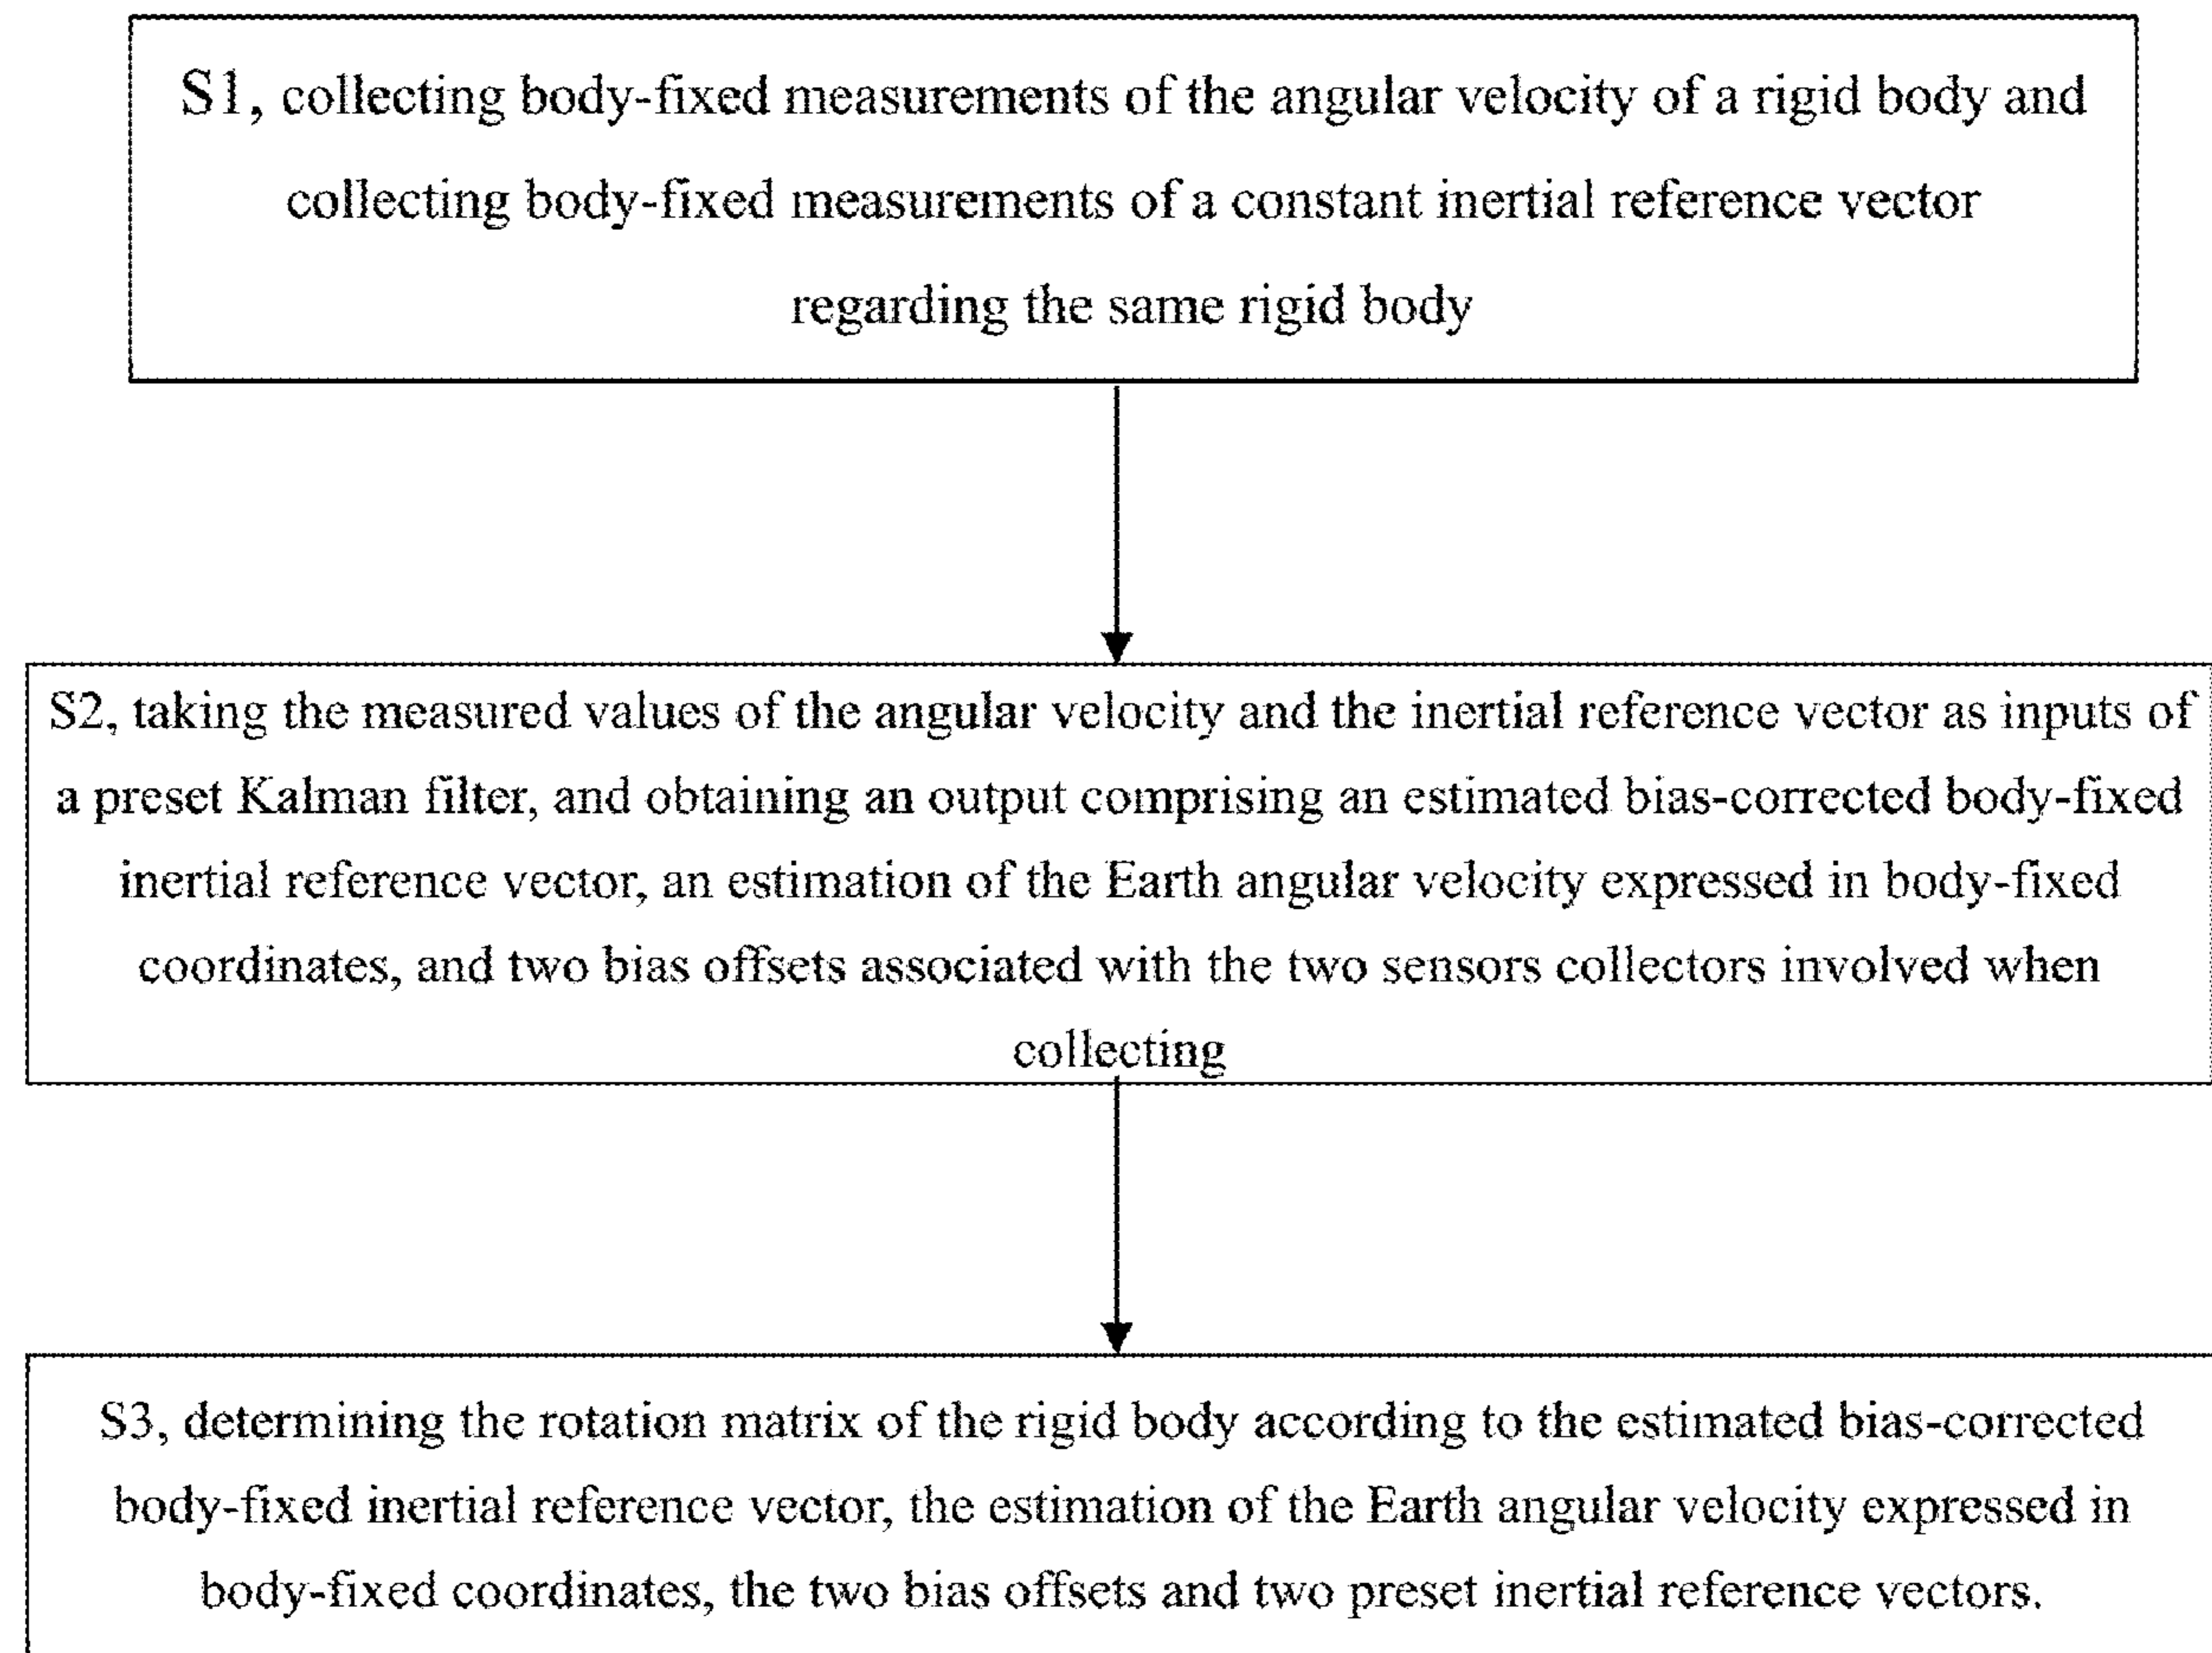 S1, collecting body-fixed measurements of the angular velocity of a rigid body and
collecting body-fixed measurements of a constant inertial reference vector
regarding the same rigid body
S2, taking the measured values of the angular velocity and the inertial reference vector as inputs of
a preset Kalman filter, and obtaining an output comprising an estimated bias-corrected body-fixed
inertial reference vector, an estimation of the Earth angular velocity expressed in body-fixed
coordinates, and two bias offsets associated with the two sensors collectors involved when
collecting
S3, determining the rotation matrix of the rigid body according to the estimated bias-corrected
body-fixed inertial reference vector, the estimation of the Earth angular velocity expressed in
body-fixed coordinates, the two bias offsets and two preset inertial reference vectors.